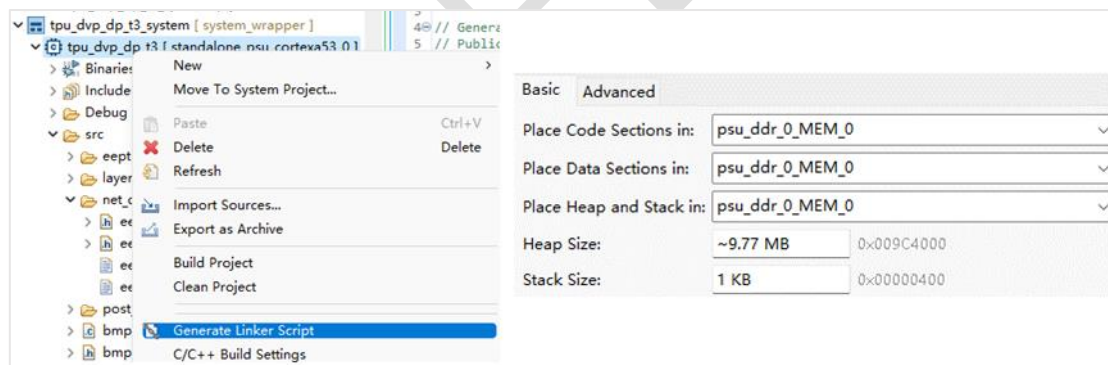 tpu_dvp_dp_t3_system [ system_wrapper ]
tpu_dvp_dp_t3 [ standalone_psu_cortexa53_0 ]
Binaries
Include
Debug
src
eept
layer
net_c
ee
ee
ee
ee
post_
bmp
bmp
New
Move To System Project...
Paste Ctrl+V
Delete Delete
Refresh
Import Sources...
Export as Archive
Build Project
Clean Project
Generate Linker Script
C/C++ Build Settings
4 // Genera
5 // Public
Basic Advanced
Place Code Sections in: psu_ddr_0_MEM_0
Place Data Sections in: psu_ddr_0_MEM_0
Place Heap and Stack in: psu_ddr_0_MEM_0
Heap Size: ~9.77 MB 0x009C4000
Stack Size: 1 KB 0x00000400